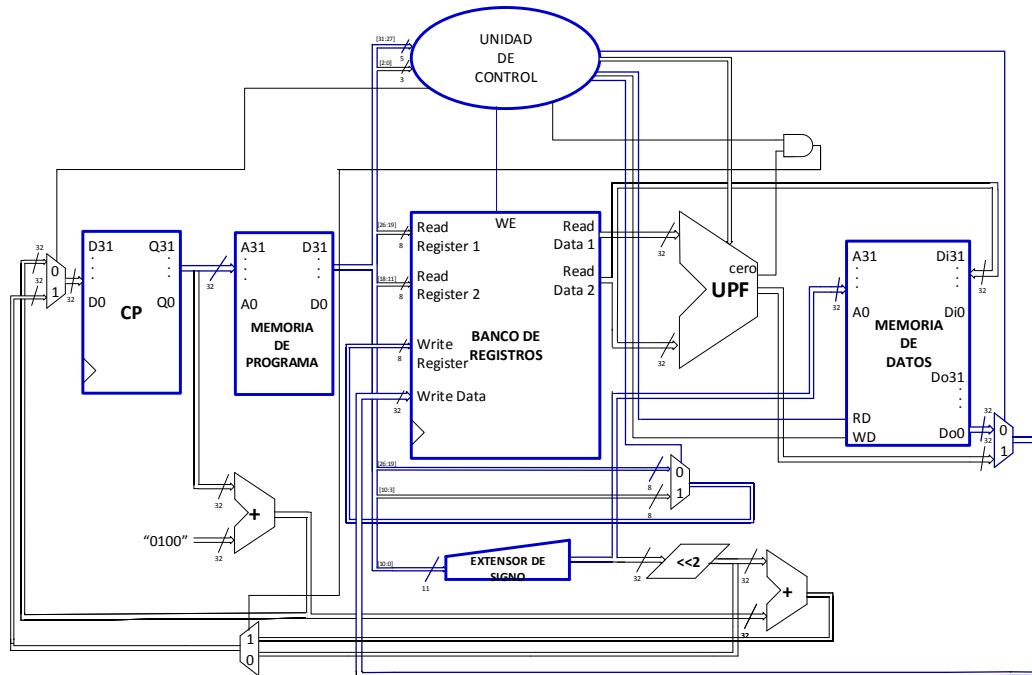 UNIDAD
DE
CONTROL
[31:27]
5
[2:0]
3
32
32
32
0
1
D31
Q31
D0
Q0
CP
32
A31
D31
A0
D0
MEMORIA
DE
PROGRAMA
[26:19]
8
[18:11]
8
8
32
WE
Read
Register 1
Read
Register 2
Write
Register
Write Data
Read
Data 1
Read
Data 2
BANCO DE
REGISTROS
32
32
cero
UPF
32
32
A31
Di31
A0
Di0
MEMORIA
DE
DATOS
Do31
Do0
RD
WD
32
32
0
1
[26:19]
8
[10:3]
8
0
1
32
+
"0100"
32
[10:0]
11
EXTENSOR DE
SIGNO
32
<<2
32
+
32
1
0